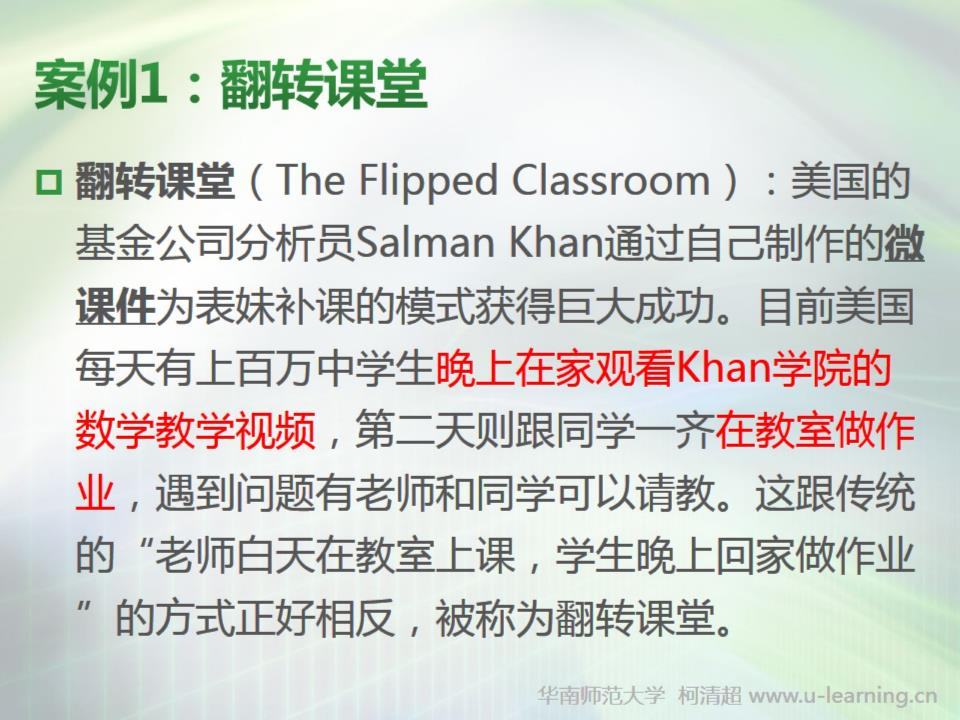 案例1：翻转课堂
翻转课堂（The Flipped Classroom）：美国的
基金公司分析员Salman Khan通过自己制作的微
课件为表妹补课的模式获得巨大成功。目前美国
每天有上百万中学生晚上在家观看Khan学院的
数学教学视频，第二天则跟同学一齐在教室做作
业，遇到问题有老师和同学可以请教。这跟传统
的“老师白天在教室上课，学生晚上回家做作业
”的方式正好相反，被称为翻转课堂。
华南师范大学 柯清超 www.u-learning.cn